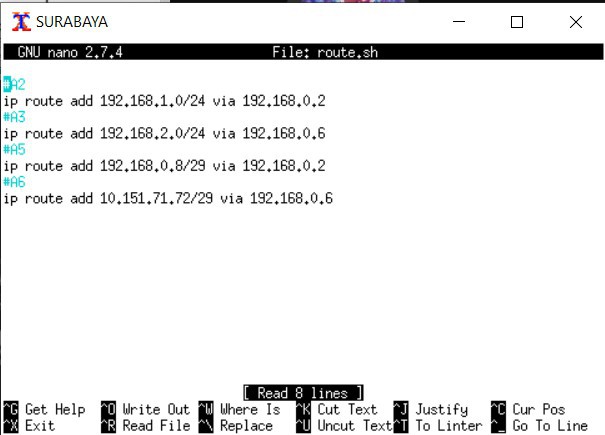 SURABAYA
GNU nano 2.7.4 File: route.sh
#A2
ip route add 192.168.1.0/24 via 192.168.0.2
#A3
ip route add 192.168.2.0/24 via 192.168.0.6
#A5
ip route add 192.168.0.8/29 via 192.168.0.2
#A6
ip route add 10.151.71.72/29 via 192.168.0.6
[ Read 8 lines ]
^G Get Help ^O Write Out ^W Where Is ^K Cut Text ^J Justify ^C Cur Pos
^X Exit ^R Read File ^\ Replace ^U Uncut Text ^T To Linter ^_ Go To Line